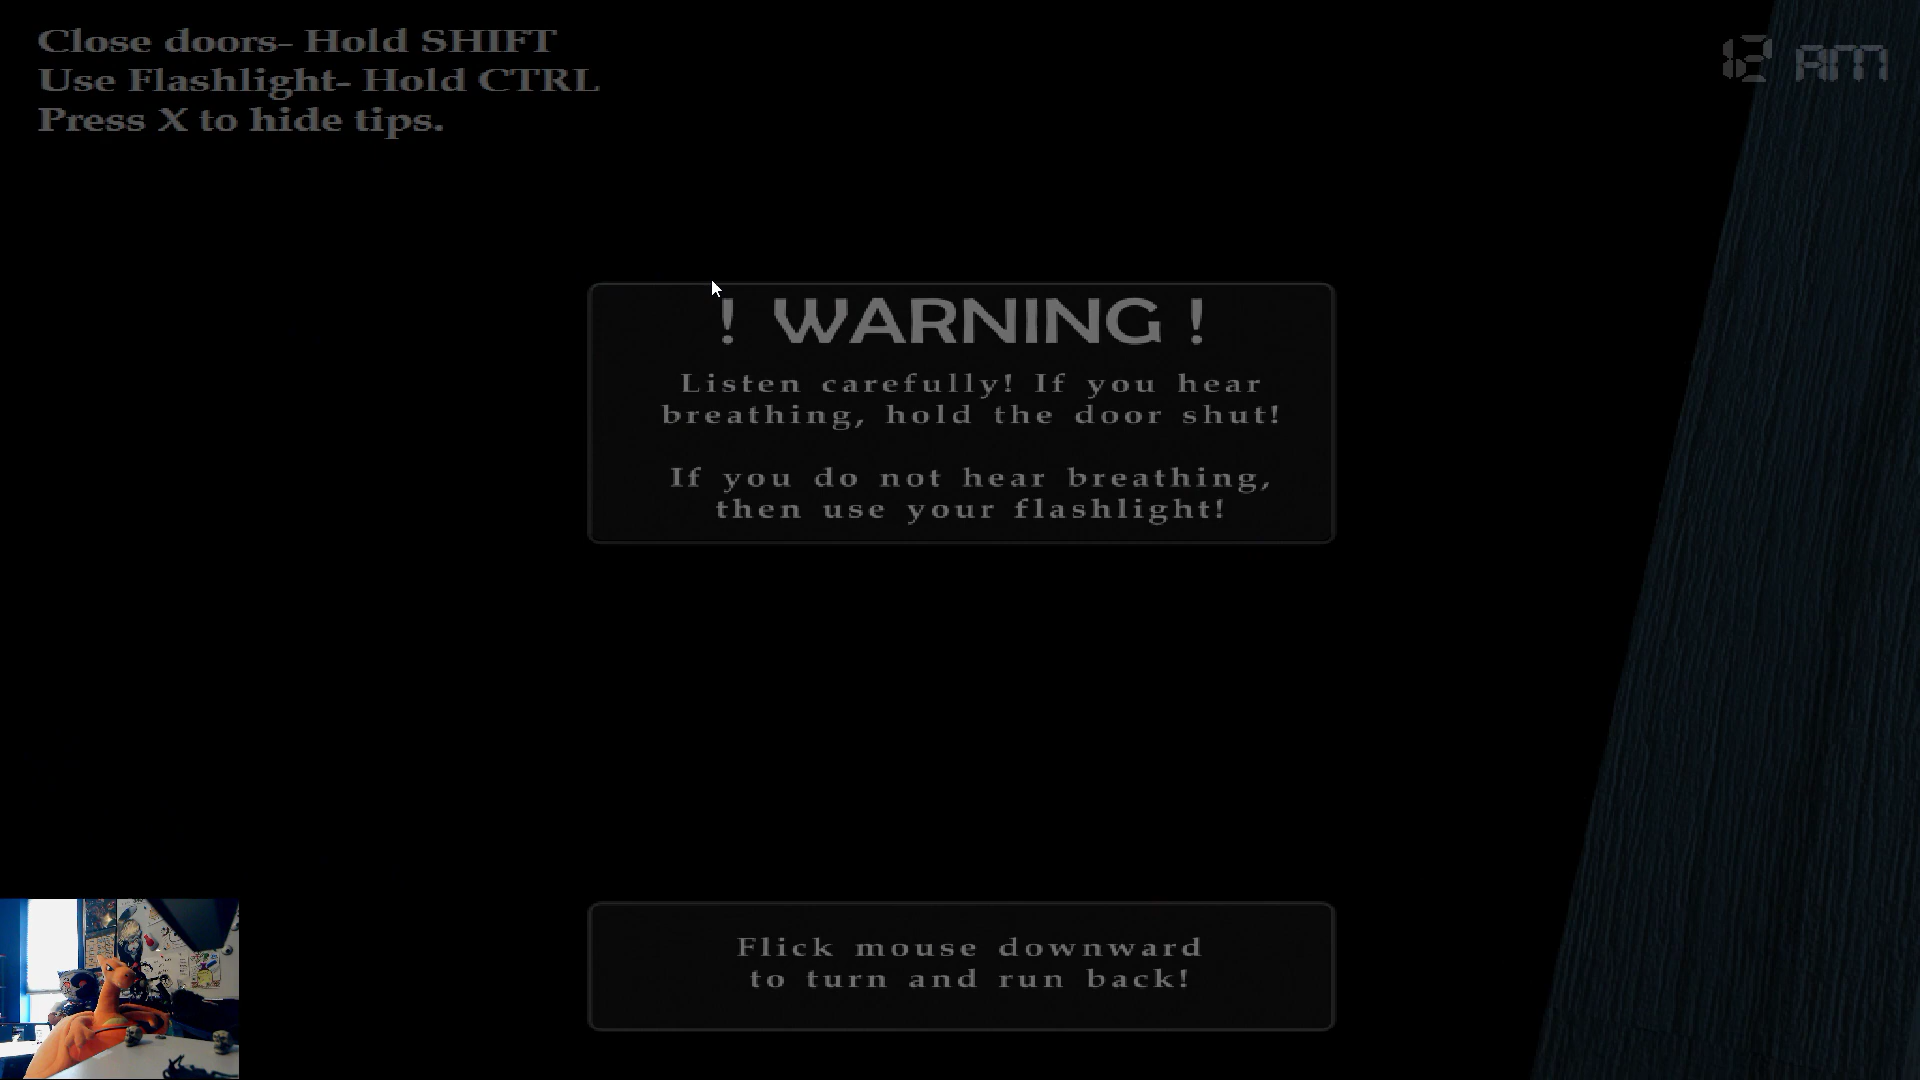 Close doors- Hold SHIFT
Use Flashlight- Hold CTRL
Press X to hide tips.
12 AM
! WARNING !
Listen carefully! If you hear
breathing, hold the door shut!
If you do not hear breathing,
then use your flashlight!
Flick mouse downward
to turn and run back!